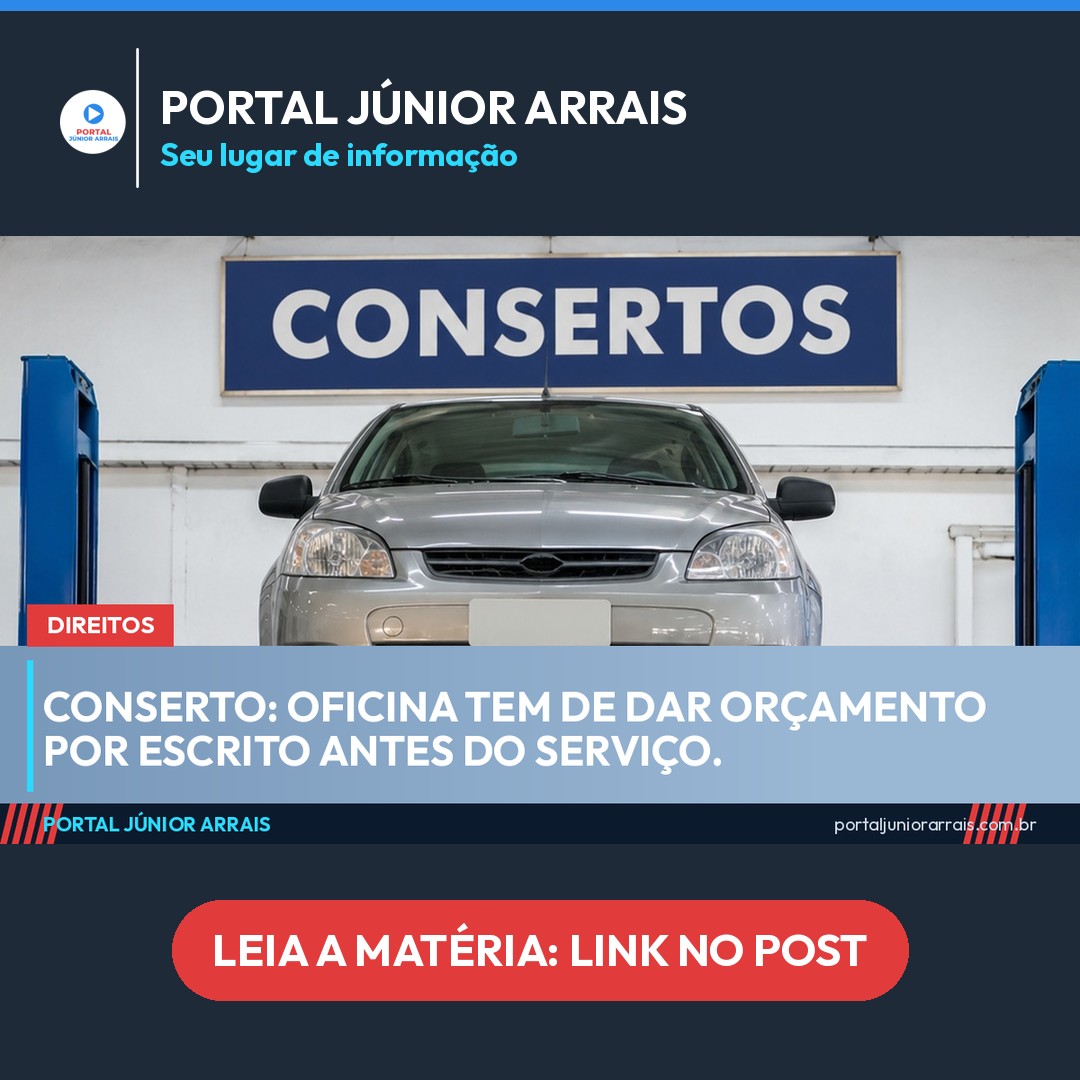 PORTAL JÚNIOR ARRAIS
Seu lugar de informação
PORTAL
JÚNIOR ARRAIS
CONSERTOS
DIREITOS
CONSERTO: OFICINA TEM DE DAR ORÇAMENTO
POR ESCRITO ANTES DO SERVIÇO.
PORTAL JÚNIOR ARRAIS
portaljuniorarrais.com.br
LEIA A MATÉRIA: LINK NO POST